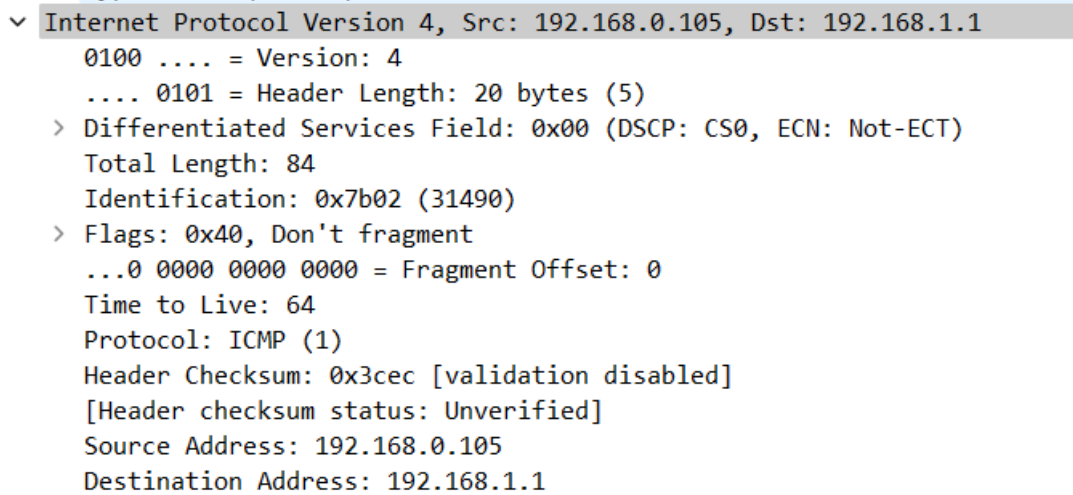 Internet Protocol Version 4, Src: 192.168.0.105, Dst: 192.168.1.1
0100 .... = Version: 4
.... 0101 = Header Length: 20 bytes (5)
Differentiated Services Field: 0x00 (DSCP: CS0, ECN: Not-ECT)
Total Length: 84
Identification: 0x7b02 (31490)
Flags: 0x40, Don't fragment
...0 0000 0000 0000 = Fragment Offset: 0
Time to Live: 64
Protocol: ICMP (1)
Header Checksum: 0x3cec [validation disabled]
[Header checksum status: Unverified]
Source Address: 192.168.0.105
Destination Address: 192.168.1.1